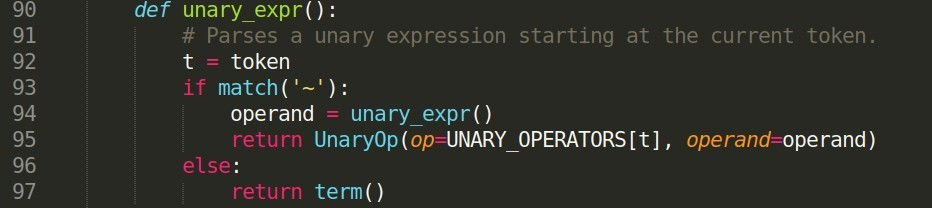 90 def unary_expr():
91 # Parses a unary expression starting at the current token.
92 t = token
93 if match('~'):
94 operand = unary_expr()
95 return UnaryOp(op=UNARY_OPERATORS[t], operand=operand)
96 else:
97 return term()